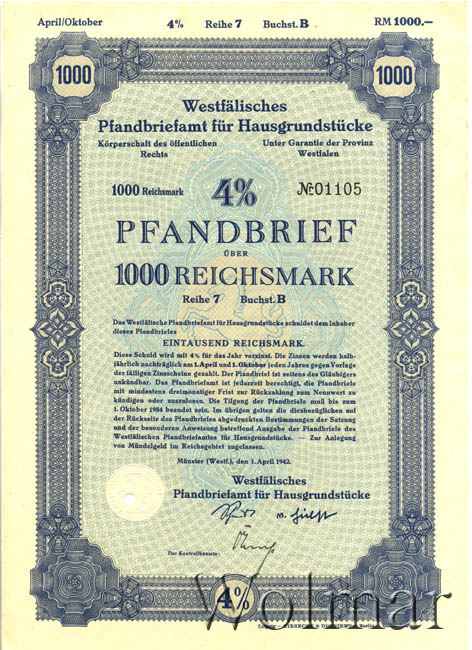 April/Oktober 4% Reihe 7 Buchst. B RM 1000.—
1000 1000
Westfälisches
Pfandbriefamt für Hausgrundstücke
Körperschaft des öffentlichen Unter Garantie der Provinz
Rechts Westfalen
1000 Reichsmark 4% № 01105
PFANDBRIEF
ÜBER
1000 REICHSMARK
Reihe 7 Buchst. B
Das Westfälische Pfandbriefamt für Hausgrundstücke schuldet dem Inhaber
dieses Pfandbriefes
EINTAUSEND REICHSMARK.
Diese Schuld wird mit 4% für das Jahr verzinst. Die Zinsen werden halb-
jährlich nachträglich am 1. April und 1. Oktober jeden Jahres gegen Vorlage
der fälligen Zinsscheine gezahlt. Der Pfandbrief ist seitens des Gläubigers
unkündbar. Das Pfandbriefamt ist jederzeit berechtigt, die Pfandbriefe
mit mindestens dreimonatiger Frist zur Rückzahlung zum Nennwert zu
kündigen oder auszulosen. Die Tilgung der Pfandbriefe muß bis zum
1. Oktober 1984 beendet sein. Im übrigen gelten die diesbezüglichen auf
der Rückseite des Pfandbriefes abgedruckten Bestimmungen der Satzung
und der besonderen Anweisung betreffend Ausgabe der Pfandbriefe des
Westfälischen Pfandbriefamtes für Hausgrundstücke. — Zur Anlegung
von Mündelgeld im Reichsgebiet zugelassen.
Münster (Westf.), den 1. April 1942.
Westfälisches
Pfandbriefamt für Hausgrundstücke
Der Kontrollbeamte:
4%
Wolmar